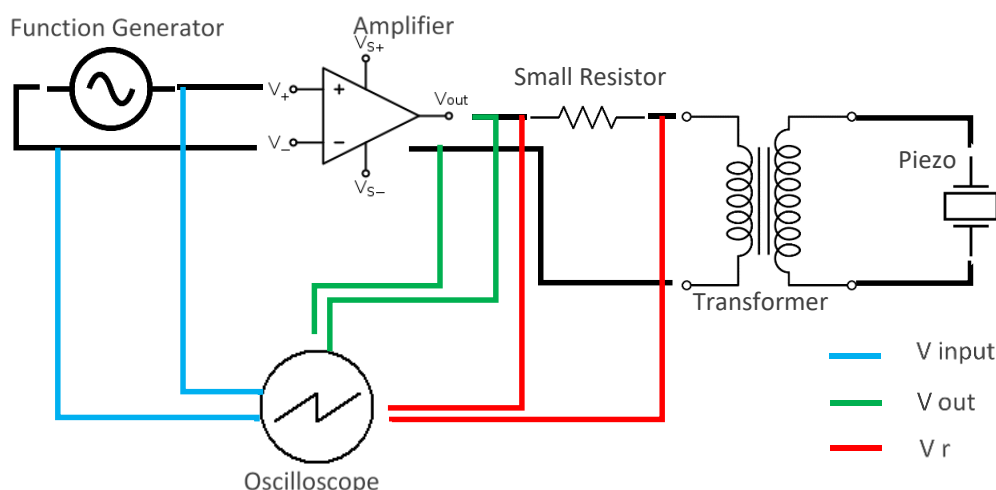 Function Generator
Amplifier
VS+
Small Resistor
V+
+
Vout
V−
−
VS−
Piezo
Transformer
V input
V out
V r
Oscilloscope